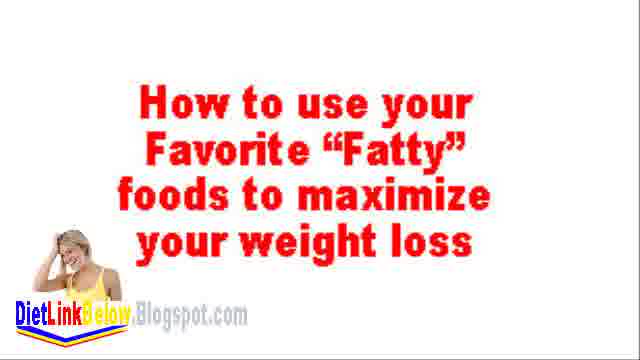 How to use your
Favorite “Fatty”
foods to maximize
your weight loss
DietLinkBelow.Blogspot.com